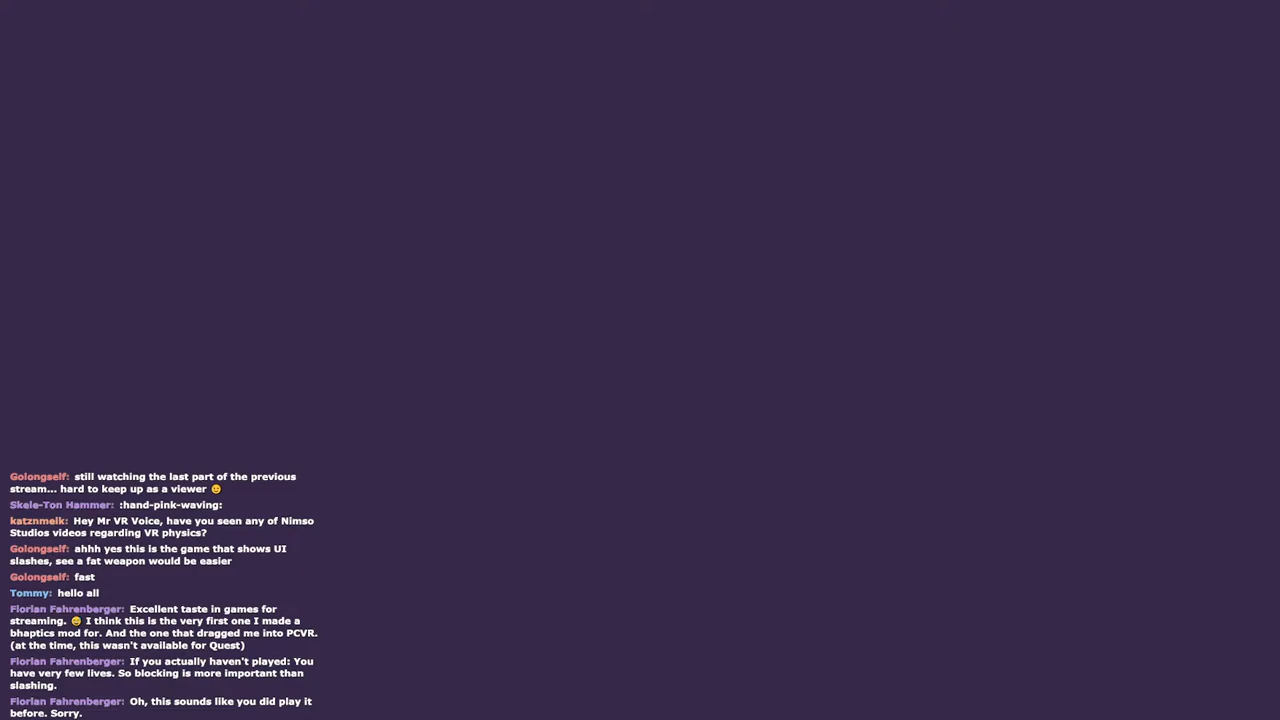 Golongself: still watching the last part of the previous
stream... hard to keep up as a viewer 😉
Skele-Ton Hammer: :hand-pink-waving:
katznmelk: Hey Mr VR Voice, have you seen any of Nimso
Studios videos regarding VR physics?
Golongself: ahhh yes this is the game that shows UI
slashes, see a fat weapon would be easier
Golongself: fast
Tommy: hello all
Florian Fahrenberger: Excellent taste in games for
streaming. 😅 I think this is the very first one I made a
bhaptics mod for. And the one that dragged me into PCVR.
(at the time, this wasn't available for Quest)
Florian Fahrenberger: If you actually haven't played: You
have very few lives. So blocking is more important than
slashing.
Florian Fahrenberger: Oh, this sounds like you did play it
before. Sorry.